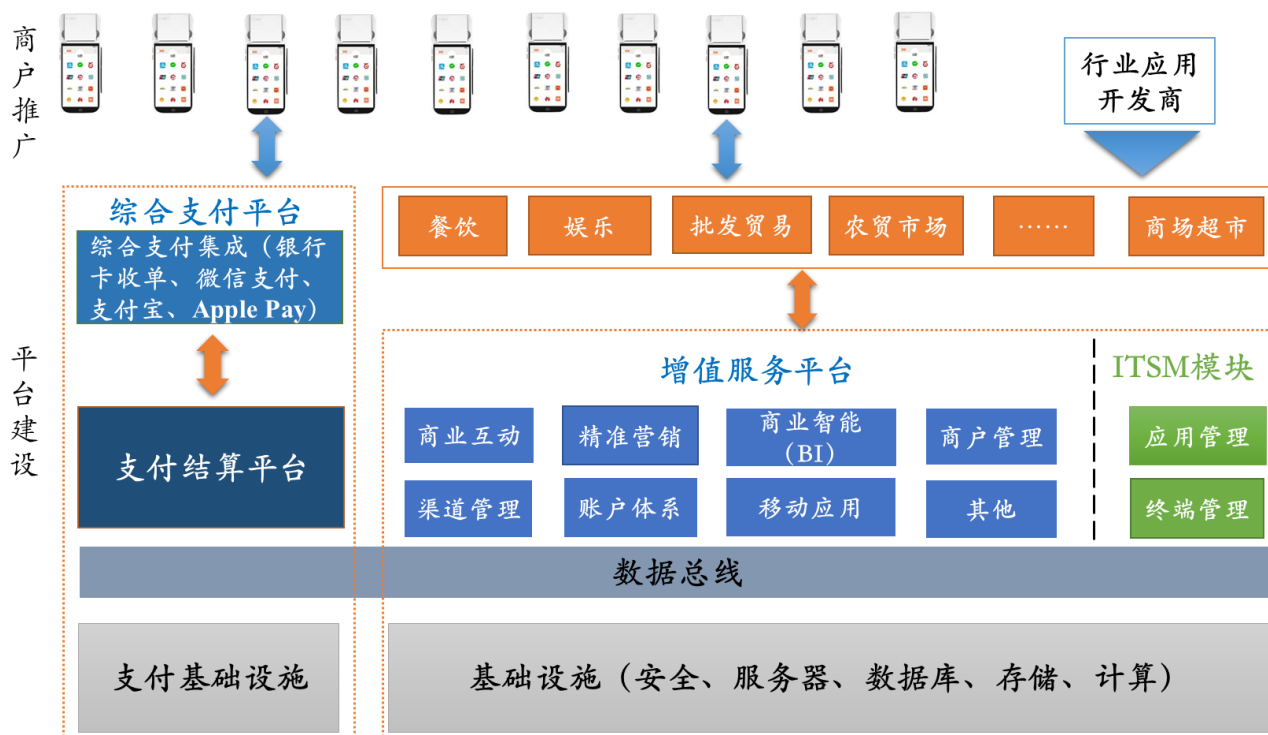 商户推广
行业应用
开发商
综合支付平台
综合支付集成（银行
卡收单、微信支付、
支付宝、Apple Pay）
餐饮
娱乐
批发贸易
农贸市场
……
商场超市
平台建设
支付结算平台
增值服务平台
ITSM模块
商业互动
精准营销
商业智能
（BI）
商户管理
应用管理
渠道管理
账户体系
移动应用
其他
终端管理
数据总线
支付基础设施
基础设施（安全、服务器、数据库、存储、计算）